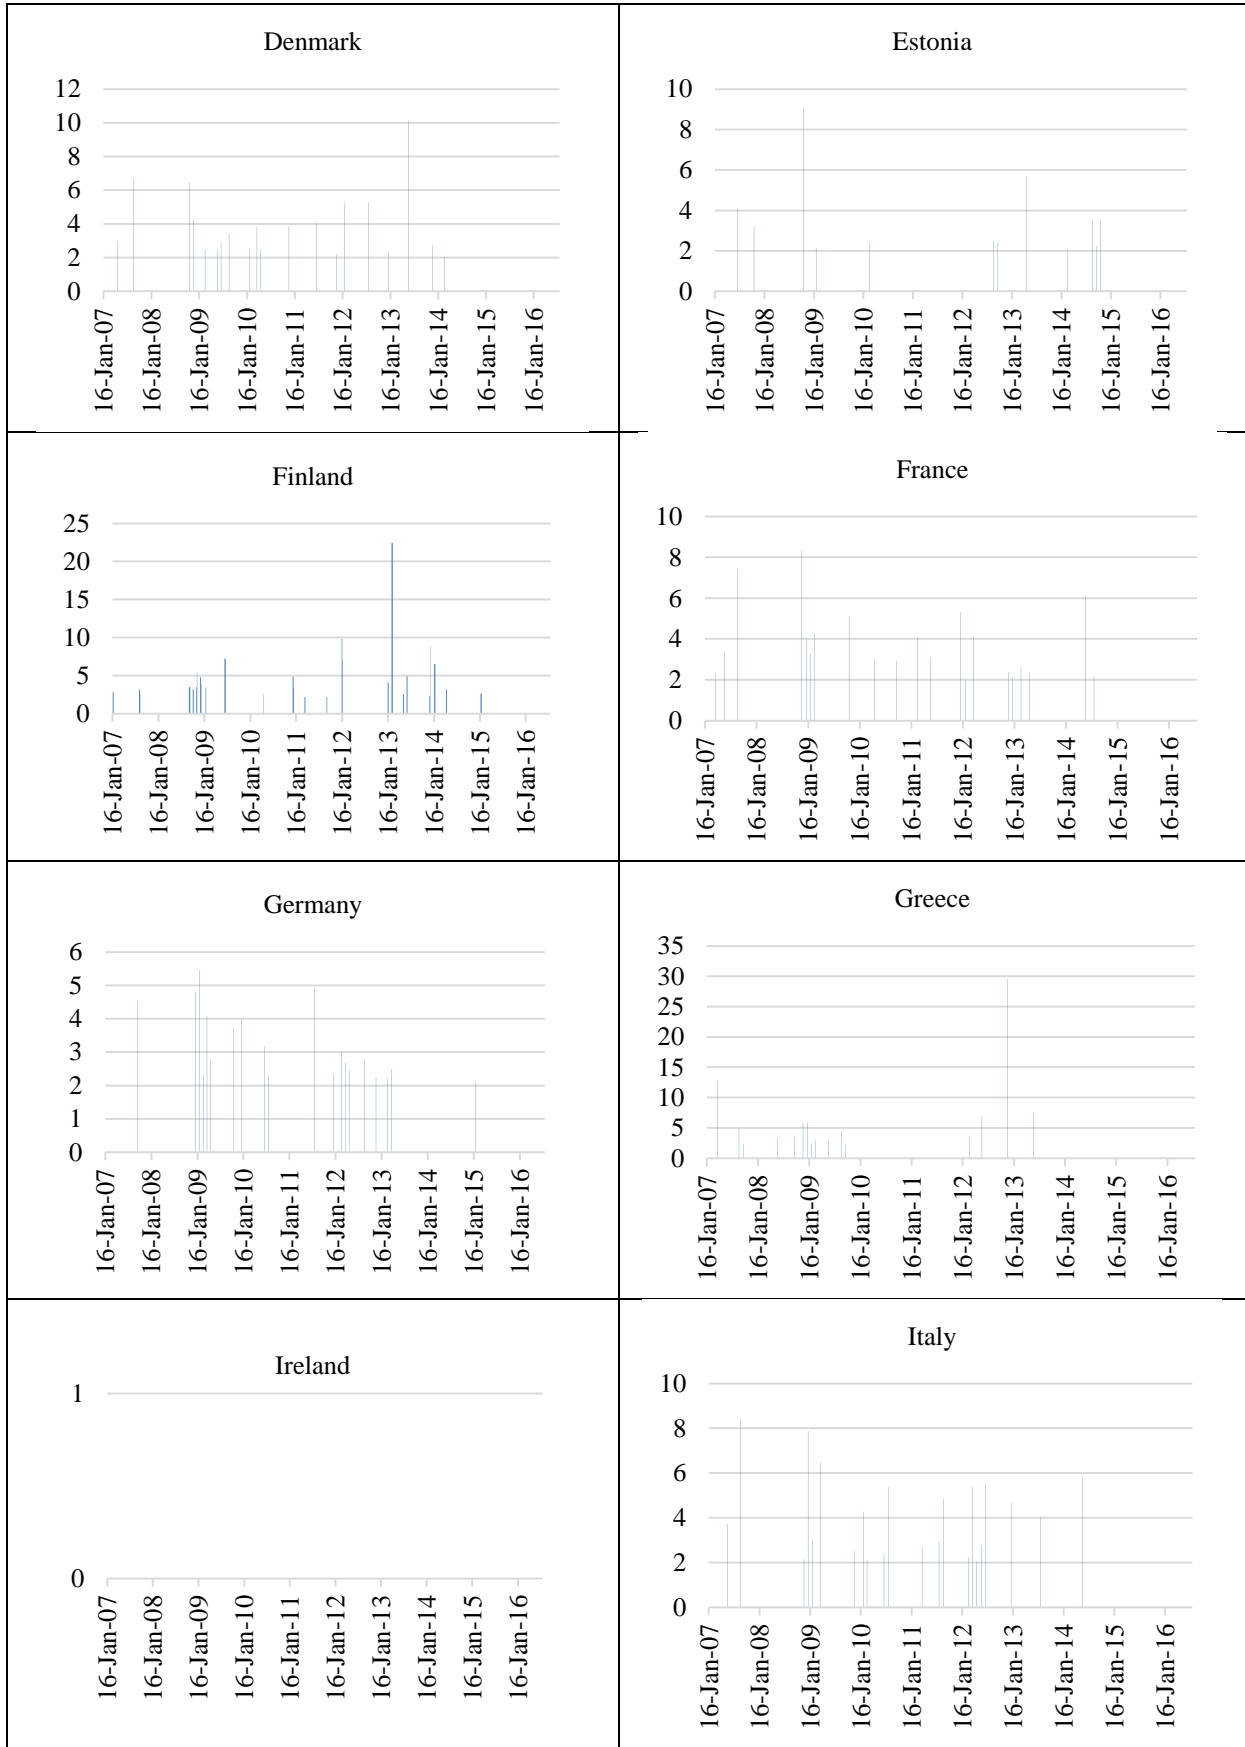 Denmark
12
10
8
6
4
2
0
16-Jan-07
16-Jan-08
16-Jan-09
16-Jan-10
16-Jan-11
16-Jan-12
16-Jan-13
16-Jan-14
16-Jan-15
16-Jan-16
Estonia
10
8
6
4
2
0
16-Jan-07
16-Jan-08
16-Jan-09
16-Jan-10
16-Jan-11
16-Jan-12
16-Jan-13
16-Jan-14
16-Jan-15
16-Jan-16
Finland
25
20
15
10
5
0
16-Jan-07
16-Jan-08
16-Jan-09
16-Jan-10
16-Jan-11
16-Jan-12
16-Jan-13
16-Jan-14
16-Jan-15
16-Jan-16
France
10
8
6
4
2
0
16-Jan-07
16-Jan-08
16-Jan-09
16-Jan-10
16-Jan-11
16-Jan-12
16-Jan-13
16-Jan-14
16-Jan-15
16-Jan-16
Germany
6
5
4
3
2
1
0
16-Jan-07
16-Jan-08
16-Jan-09
16-Jan-10
16-Jan-11
16-Jan-12
16-Jan-13
16-Jan-14
16-Jan-15
16-Jan-16
Greece
35
30
25
20
15
10
5
0
16-Jan-07
16-Jan-08
16-Jan-09
16-Jan-10
16-Jan-11
16-Jan-12
16-Jan-13
16-Jan-14
16-Jan-15
16-Jan-16
Ireland
1
0
16-Jan-07
16-Jan-08
16-Jan-09
16-Jan-10
16-Jan-11
16-Jan-12
16-Jan-13
16-Jan-14
16-Jan-15
16-Jan-16
Italy
10
8
6
4
2
0
16-Jan-07
16-Jan-08
16-Jan-09
16-Jan-10
16-Jan-11
16-Jan-12
16-Jan-13
16-Jan-14
16-Jan-15
16-Jan-16